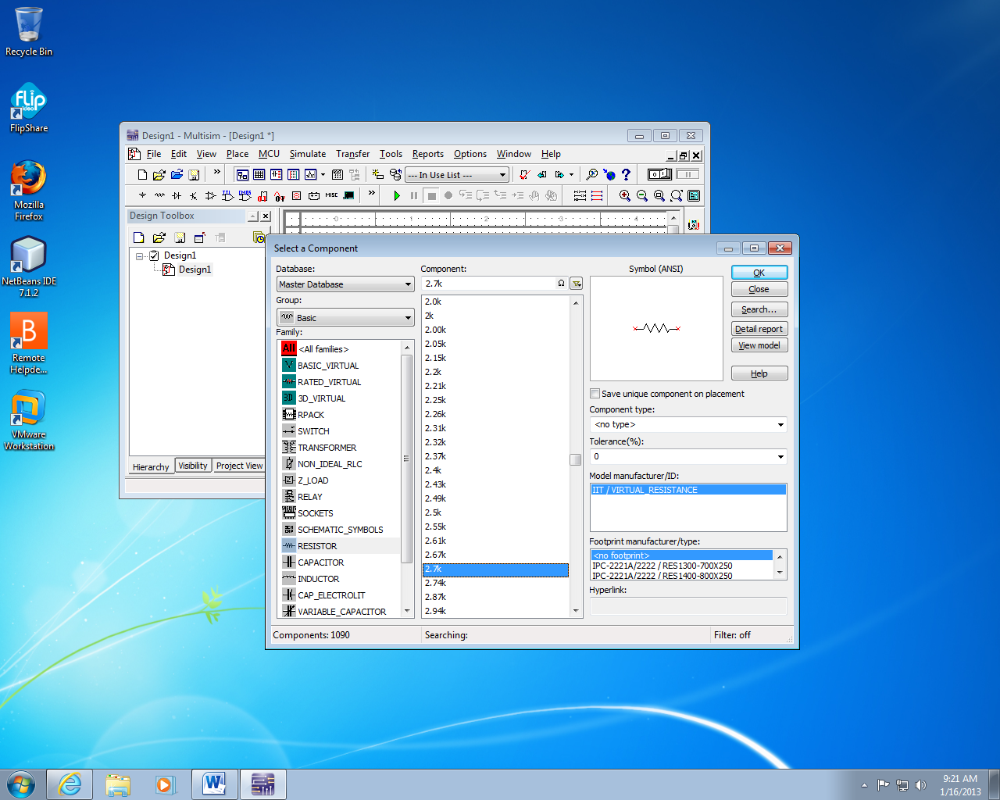 Recycle Bin
FlipShare
Mozilla
Firefox
NetBeans IDE
7.1.2
Remote
Helpde...
VMware
Workstation
Design1 - Multisim - [Design1 *]
File Edit View Place MCU Simulate Transfer Tools Reports Options Window Help
--- In Use List ---
MISC
Design Toolbox
0 1 2 3 4
Design1
Design1
Hierarchy Visibility Project View
Select a Component
Database:
Master Database
Group:
Basic
Family:
All <All families>
BASIC_VIRTUAL
RATED_VIRTUAL
3D 3D_VIRTUAL
RPACK
SWITCH
TRANSFORMER
NON_IDEAL_RLC
Z_LOAD
RELAY
SOCKETS
SCHEMATIC_SYMBOLS
RESISTOR
CAPACITOR
INDUCTOR
CAP_ELECTROLIT
VARIABLE_CAPACITOR
Component:
2.7k Ω
2.0k
2k
2.00k
2.05k
2.15k
2.2k
2.21k
2.25k
2.26k
2.31k
2.32k
2.37k
2.4k
2.43k
2.49k
2.5k
2.55k
2.61k
2.67k
2.7k
2.74k
2.87k
2.94k
Symbol (ANSI)
OK
Close
Search...
Detail report
View model
Help
Save unique component on placement
Component type:
<no type>
Tolerance(%):
0
Model manufacturer/ID:
IIT / VIRTUAL_RESISTANCE
Footprint manufacturer/type:
<no footprint>
IPC-2221A/2222 / RES1300-700X250
IPC-2221A/2222 / RES1400-800X250
Hyperlink:
Components: 1090 Searching: Filter: off
9:21 AM
1/16/2013